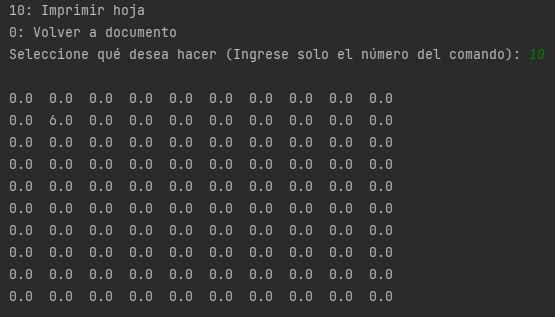 10: Imprimir hoja
0: Volver a documento
Seleccione qué desea hacer (Ingrese solo el número del comando): 10
0.0 0.0 0.0 0.0 0.0 0.0 0.0 0.0 0.0 0.0
0.0 6.0 0.0 0.0 0.0 0.0 0.0 0.0 0.0 0.0
0.0 0.0 0.0 0.0 0.0 0.0 0.0 0.0 0.0 0.0
0.0 0.0 0.0 0.0 0.0 0.0 0.0 0.0 0.0 0.0
0.0 0.0 0.0 0.0 0.0 0.0 0.0 0.0 0.0 0.0
0.0 0.0 0.0 0.0 0.0 0.0 0.0 0.0 0.0 0.0
0.0 0.0 0.0 0.0 0.0 0.0 0.0 0.0 0.0 0.0
0.0 0.0 0.0 0.0 0.0 0.0 0.0 0.0 0.0 0.0
0.0 0.0 0.0 0.0 0.0 0.0 0.0 0.0 0.0 0.0
0.0 0.0 0.0 0.0 0.0 0.0 0.0 0.0 0.0 0.0